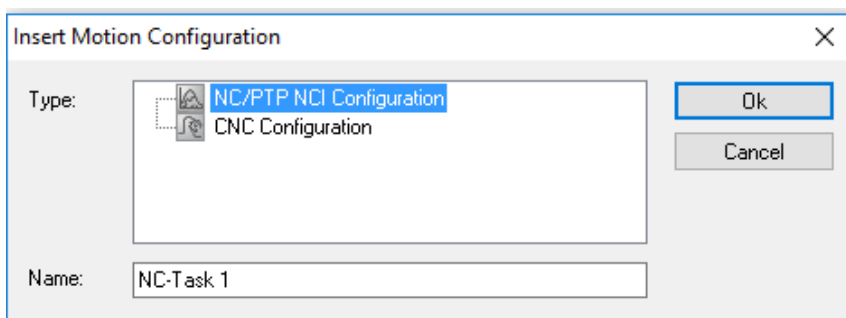 Insert Motion Configuration
Type:
NC/PTP NCI Configuration
CNC Configuration
Ok
Cancel
Name:
NC-Task 1